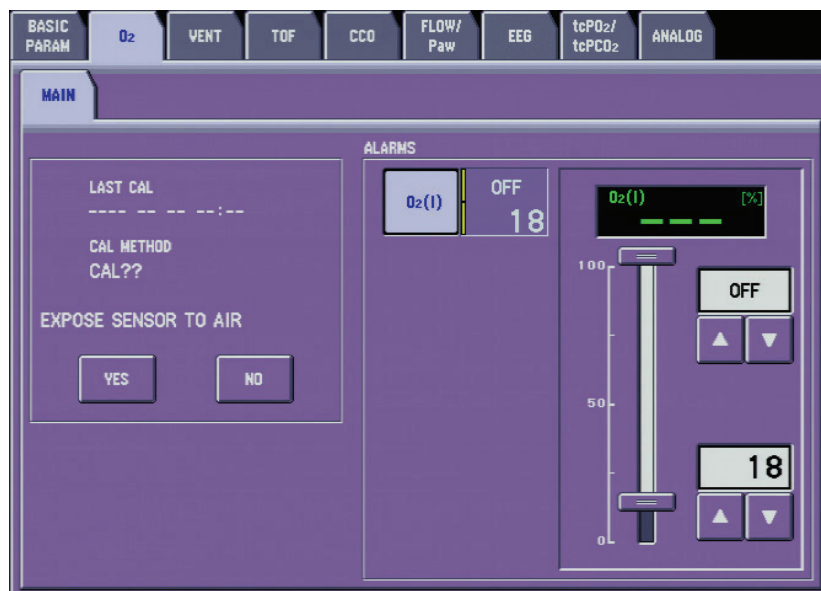 BASIC PARAM
O2
VENT
TOF
CCO
FLOW/ Paw
EEG
tcPO2/ tcPCO2
ANALOG
MAIN
LAST CAL
---- -- -- --:--
CAL METHOD
CAL??
EXPOSE SENSOR TO AIR
YES
NO
ALARMS
O2(I)
OFF
18
O2(I) [%]
---
100
50
0
OFF
18